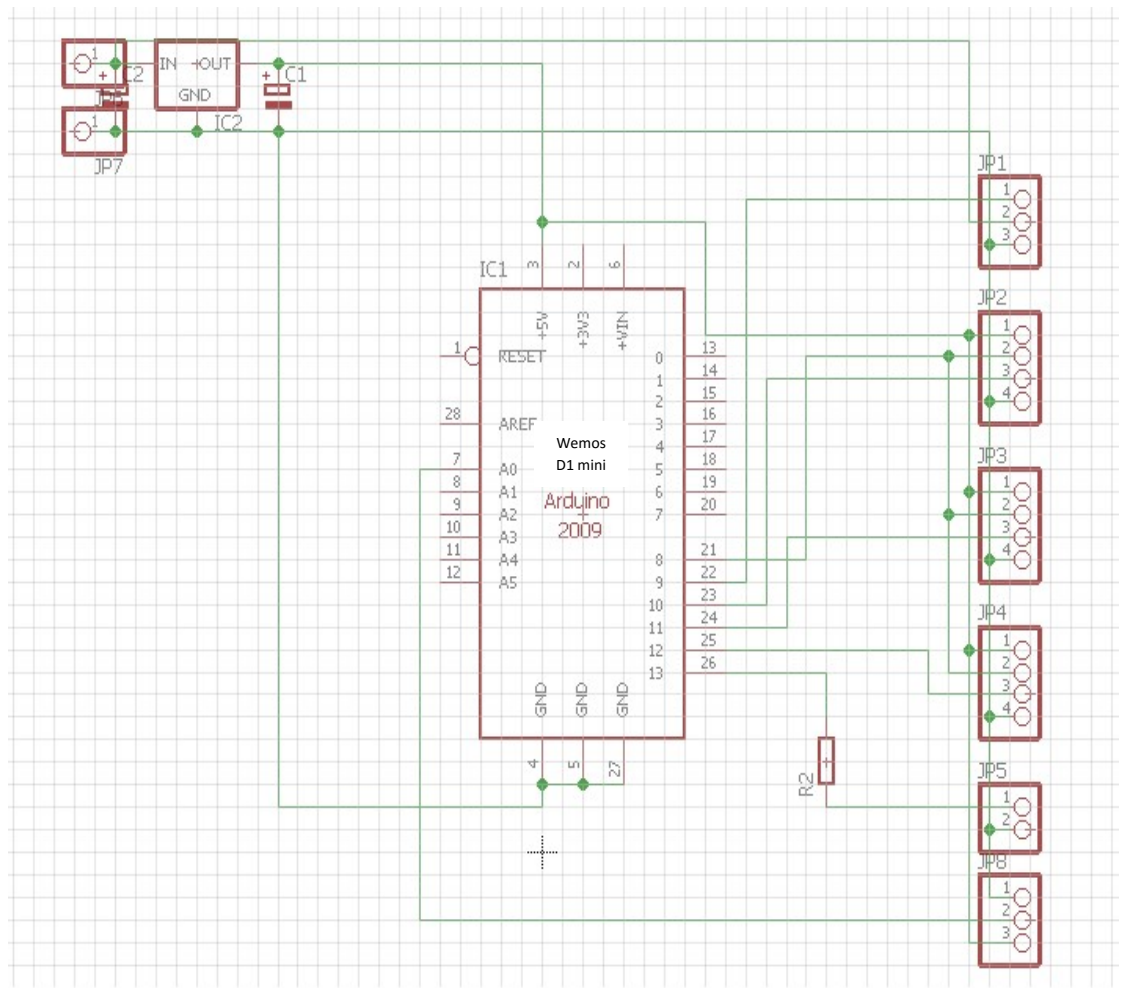 1
+
C2
JP6
1
JP7
IN
OUT
GND
IC2
+
C1
IC1
3
2
6
+5V
+3V3
+VIN
1
RESET
28
AREF
7
A0
8
A1
9
A2
10
A3
11
A4
12
A5
Wemos
D1 mini
Arduino
2009
0
13
1
14
2
15
3
16
4
17
5
18
6
19
7
20
8
21
9
22
10
23
11
24
12
25
13
26
GND
GND
GND
4
5
27
R2
JP1
1
2
3
JP2
1
2
3
4
JP3
1
2
3
4
JP4
1
2
3
4
JP5
1
2
JP8
1
2
3